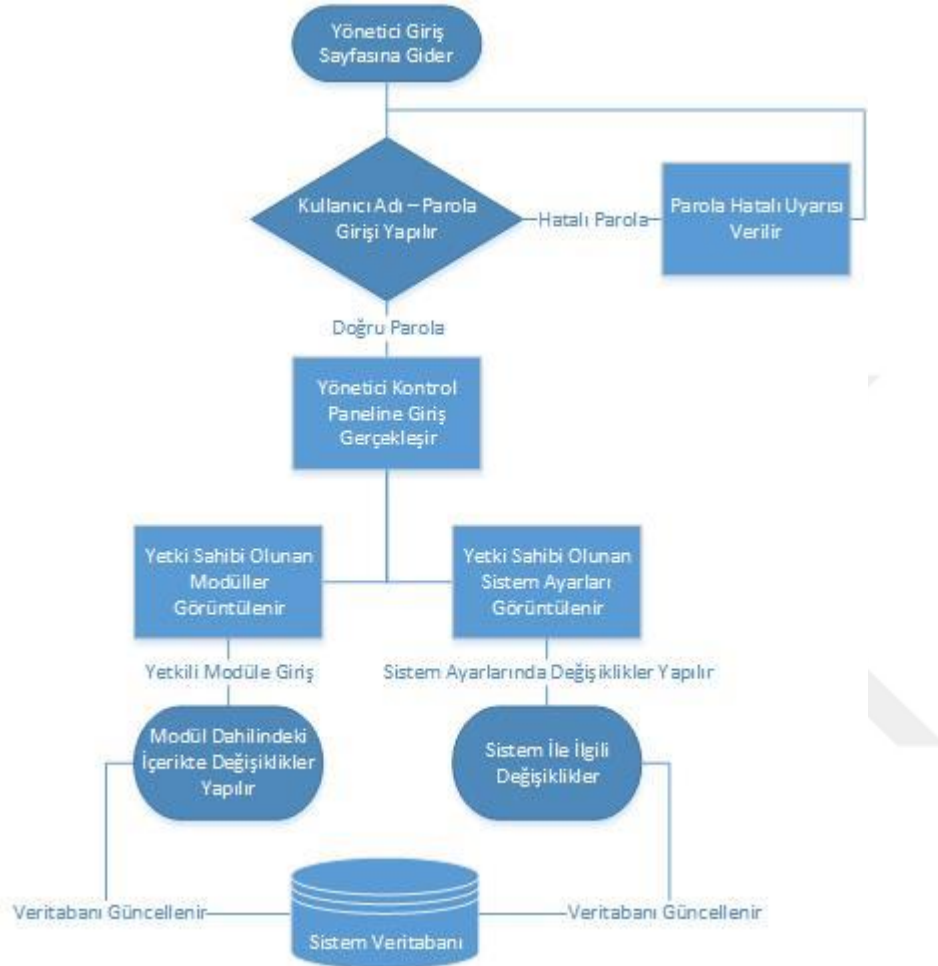 Yönetici Giriş
Sayfasına Gider
Kullanıcı Adı – Parola
Girişi Yapılır
Hatalı Parola
Parola Hatalı Uyarısı
Verilir
Doğru Parola
Yönetici Kontrol
Paneline Giriş
Gerçekleşir
Yetki Sahibi Olunan
Modüller
Görüntülenir
Yetki Sahibi Olunan
Sistem Ayarları
Görüntülenir
Yetkili Modüle Giriş
Sistem Ayarlarında Değişiklikler Yapılır
Modül Dahilindeki
İçerikte Değişiklikler
Yapılır
Sistem İle İlgili
Değişiklikler
Veritabanı Güncellenir
Sistem Veritabanı
Veritabanı Güncellenir